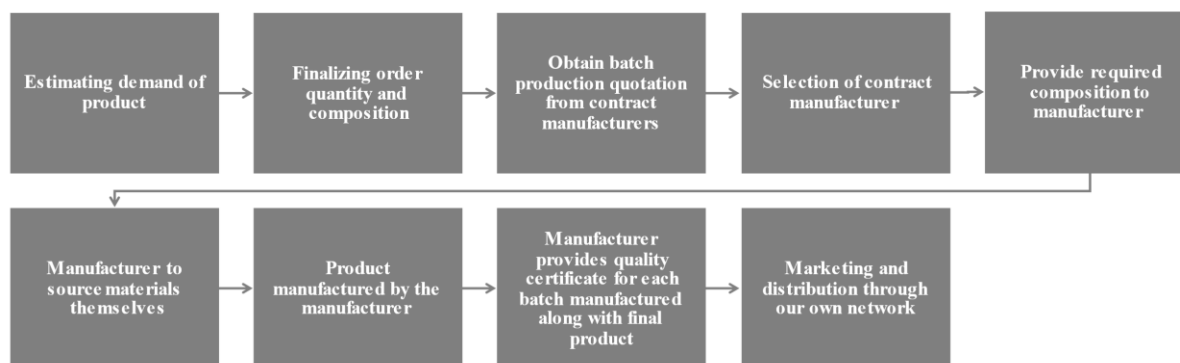 Estimating demand of
product
Finalizing order
quantity and
composition
Obtain batch
production quotation
from contract
manufacturers
Selection of contract
manufacturer
Provide required
composition to
manufacturer
Manufacturer to
source materials
themselves
Product
manufactured by the
manufacturer
Manufacturer
provides quality
certificate for each
batch manufactured
along with final
product
Marketing and
distribution through
our own network